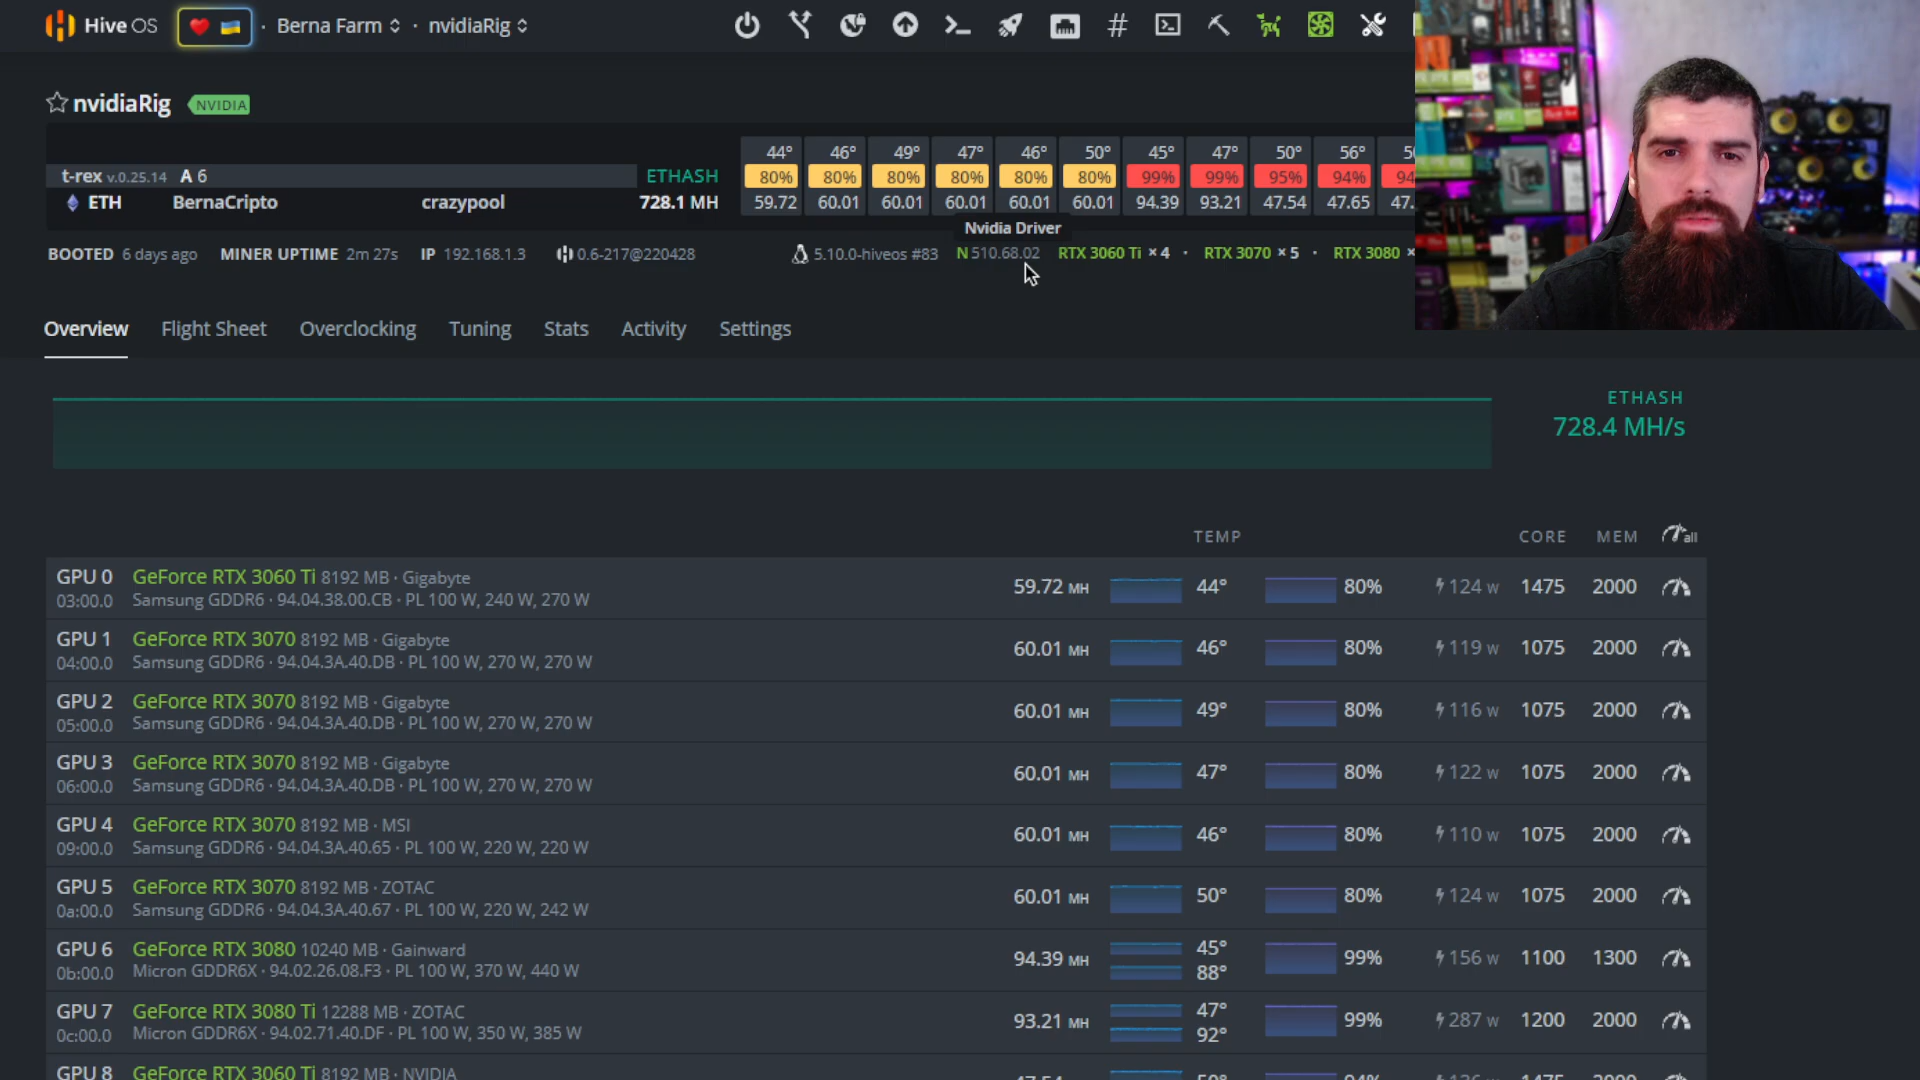 Hive OS · Berna Farm · nvidiaRig #
nvidiaRig NVIDIA
44° 46° 49° 47° 46° 50° 45° 47° 50° 56°
t-rex v.0.25.14 A 6 ETHASH 80% 80% 80% 80% 80% 80% 99% 99% 95% 94% 94
ETH BernaCripto crazypool 728.1 MH 59.72 60.01 60.01 60.01 60.01 60.01 94.39 93.21 47.54 47.65 47.
Nvidia Driver
BOOTED 6 days ago MINER UPTIME 2m 27s IP 192.168.1.3 0.6-217@220428 5.10.0-hiveos #83 N 510.68.02 RTX 3060 Ti × 4 · RTX 3070 × 5 · RTX 3080 ×
Overview Flight Sheet Overclocking Tuning Stats Activity Settings
ETHASH
728.4 MH/s
TEMP CORE MEM all
GPU 0 GeForce RTX 3060 Ti 8192 MB · Gigabyte
03:00.0 Samsung GDDR6 · 94.04.38.00.CB · PL 100 W, 240 W, 270 W
59.72 MH 44° 80% 124 W 1475 2000
GPU 1 GeForce RTX 3070 8192 MB · Gigabyte
04:00.0 Samsung GDDR6 · 94.04.3A.40.DB · PL 100 W, 270 W, 270 W
60.01 MH 46° 80% 119 W 1075 2000
GPU 2 GeForce RTX 3070 8192 MB · Gigabyte
05:00.0 Samsung GDDR6 · 94.04.3A.40.DB · PL 100 W, 270 W, 270 W
60.01 MH 49° 80% 116 W 1075 2000
GPU 3 GeForce RTX 3070 8192 MB · Gigabyte
06:00.0 Samsung GDDR6 · 94.04.3A.40.DB · PL 100 W, 270 W, 270 W
60.01 MH 47° 80% 122 W 1075 2000
GPU 4 GeForce RTX 3070 8192 MB · MSI
09:00.0 Samsung GDDR6 · 94.04.3A.40.65 · PL 100 W, 220 W, 220 W
60.01 MH 46° 80% 110 W 1075 2000
GPU 5 GeForce RTX 3070 8192 MB · ZOTAC
0a:00.0 Samsung GDDR6 · 94.04.3A.40.67 · PL 100 W, 220 W, 242 W
60.01 MH 50° 80% 124 W 1075 2000
GPU 6 GeForce RTX 3080 10240 MB · Gainward
0b:00.0 Micron GDDR6X · 94.02.26.08.F3 · PL 100 W, 370 W, 440 W
94.39 MH 45° 88° 99% 156 W 1100 1300
GPU 7 GeForce RTX 3080 Ti 12288 MB · ZOTAC
0c:00.0 Micron GDDR6X · 94.02.71.40.DF · PL 100 W, 350 W, 385 W
93.21 MH 47° 92° 99% 287 W 1200 2000
GPU 8 GeForce RTX 3060 Ti 8192 MB · NVIDIA